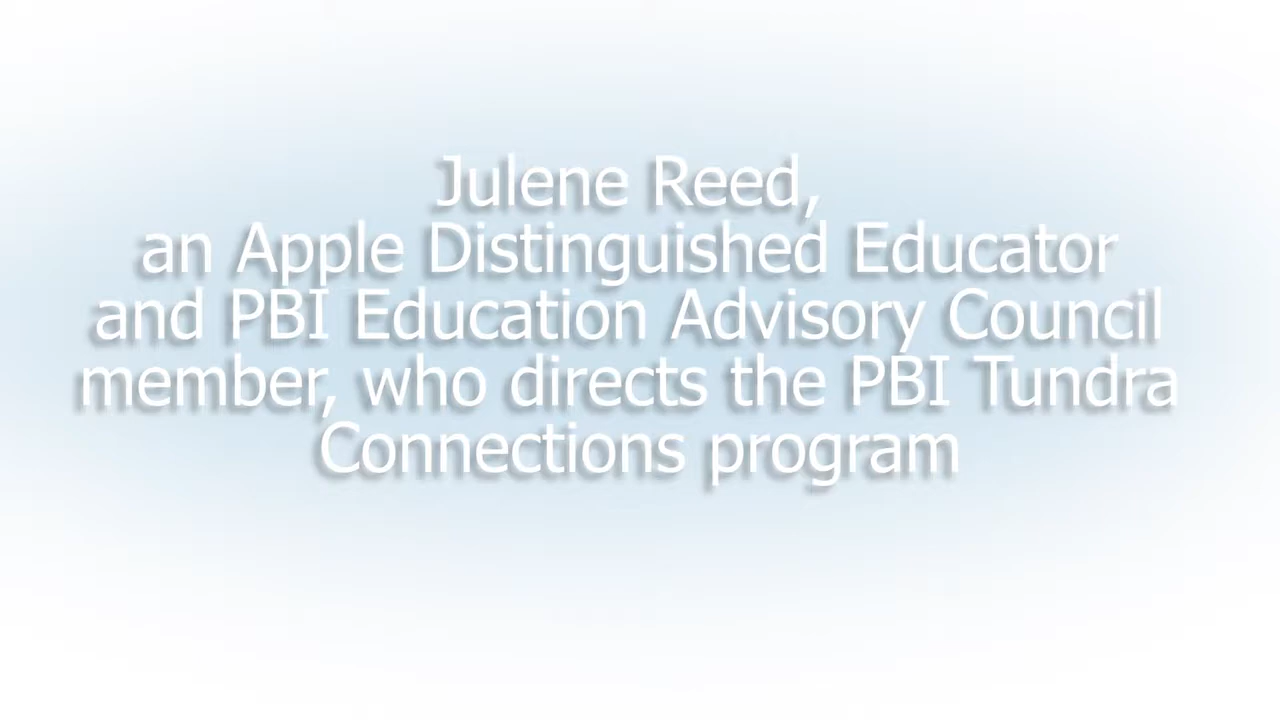 Julene Reed,
an Apple Distinguished Educator
and PBI Education Advisory Council
member, who directs the PBI Tundra
Connections program